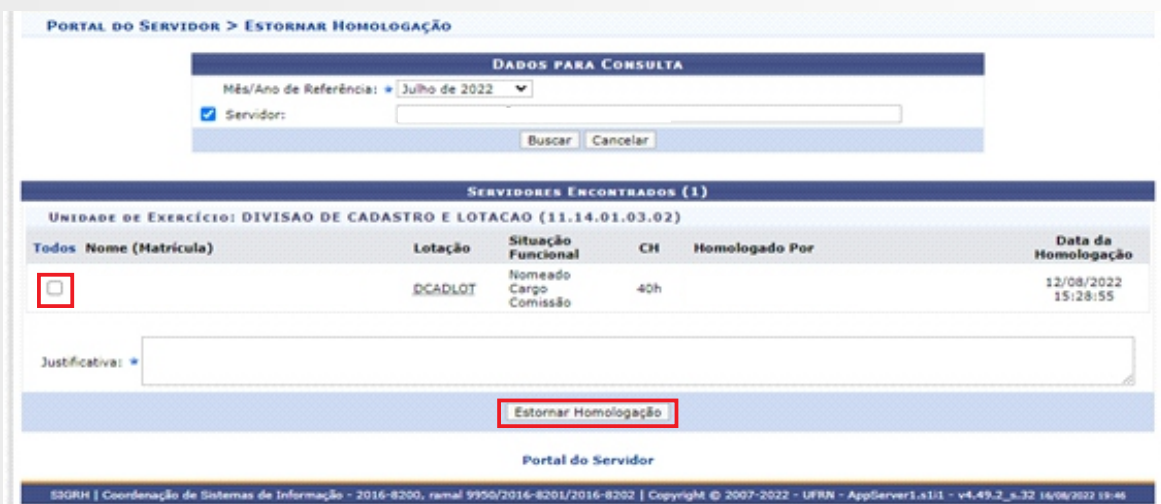 PORTAL DO SERVIDOR > ESTORNAR HOMOLOGAÇÃO
DADOS PARA CONSULTA
Mês/Ano de Referência: * Julho de 2022
Servidor:
Buscar Cancelar
SERVIDORES ENCONTRADOS (1)
UNIDADE DE EXERCÍCIO: DIVISAO DE CADASTRO E LOTACAO (11.14.01.03.02)
Todos Nome (Matrícula) Lotação Situação Funcional CH Homologado Por Data da Homologação
DCADLOT Nomeado Cargo Comissão 40h 12/08/2022 15:28:55
Justificativa: *
Estornar Homologação
Portal do Servidor
SIGRH | Coordenação de Sistemas de Informação - 2016-8200, ramal 9950/2016-8201/2016-8202 | Copyright © 2007-2022 - UFRN - AppServer1.s1i1 - v4.49.2_s.32 16/08/2022 19:46